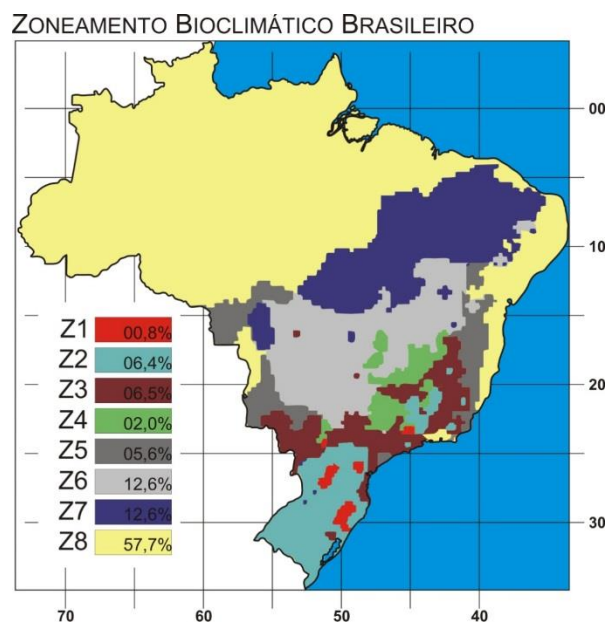 ZONEAMENTO BIOCLIMÁTICO BRASILEIRO
00
10
20
30
Z1 00,8%
Z2 06,4%
Z3 06,5%
Z4 02,0%
Z5 05,6%
Z6 12,6%
Z7 12,6%
Z8 57,7%
70 60 50 40